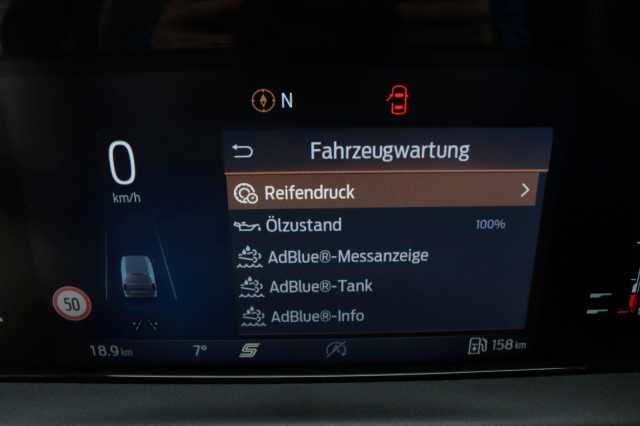 N
0
km/h
Fahrzeugwartung
Reifendruck
Ölzustand 100%
AdBlue®-Messanzeige
AdBlue®-Tank
AdBlue®-Info
50
18.9 km 7° S 158 km